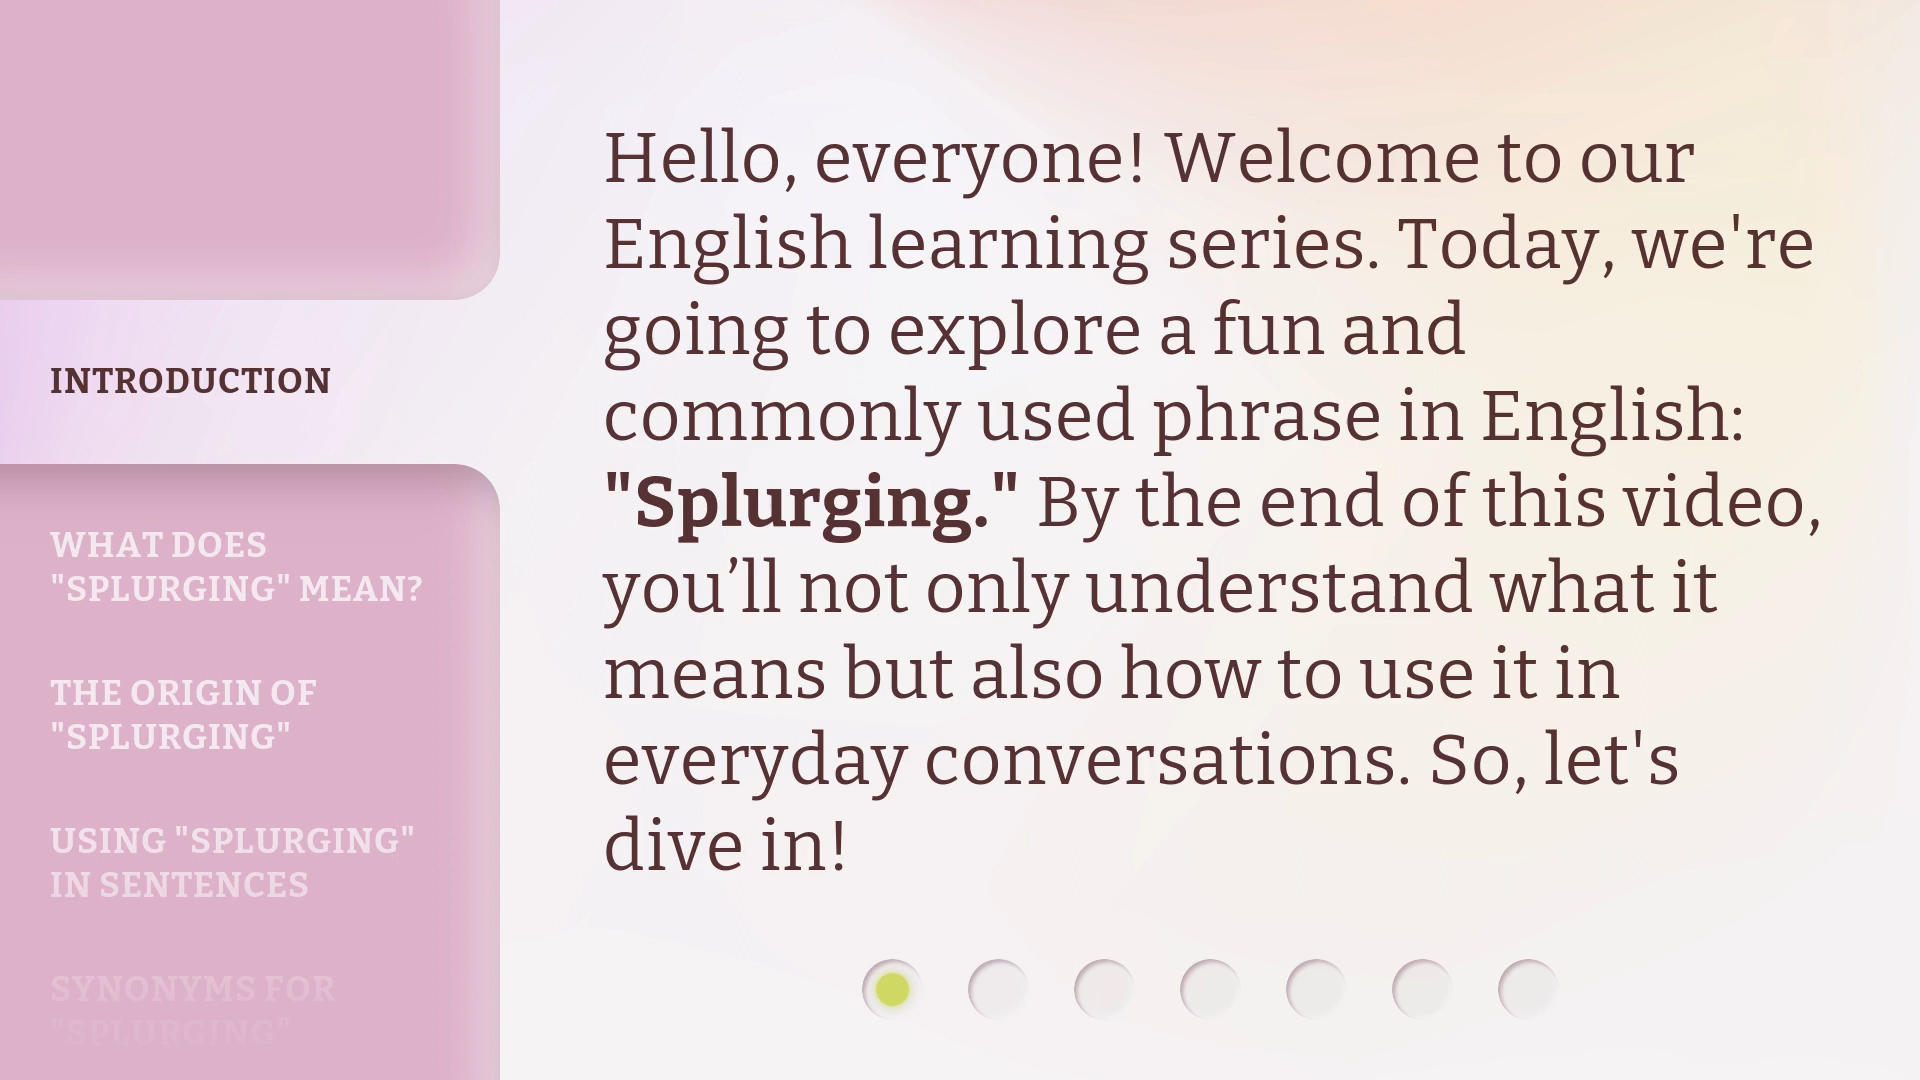 INTRODUCTION
WHAT DOES
"SPLURGING" MEAN?
THE ORIGIN OF
"SPLURGING"
USING "SPLURGING"
IN SENTENCES
SYNONYMS FOR
"SPLURGING"
Hello, everyone! Welcome to our
English learning series. Today, we're
going to explore a fun and
commonly used phrase in English:
"Splurging." By the end of this video,
you’ll not only understand what it
means but also how to use it in
everyday conversations. So, let's
dive in!